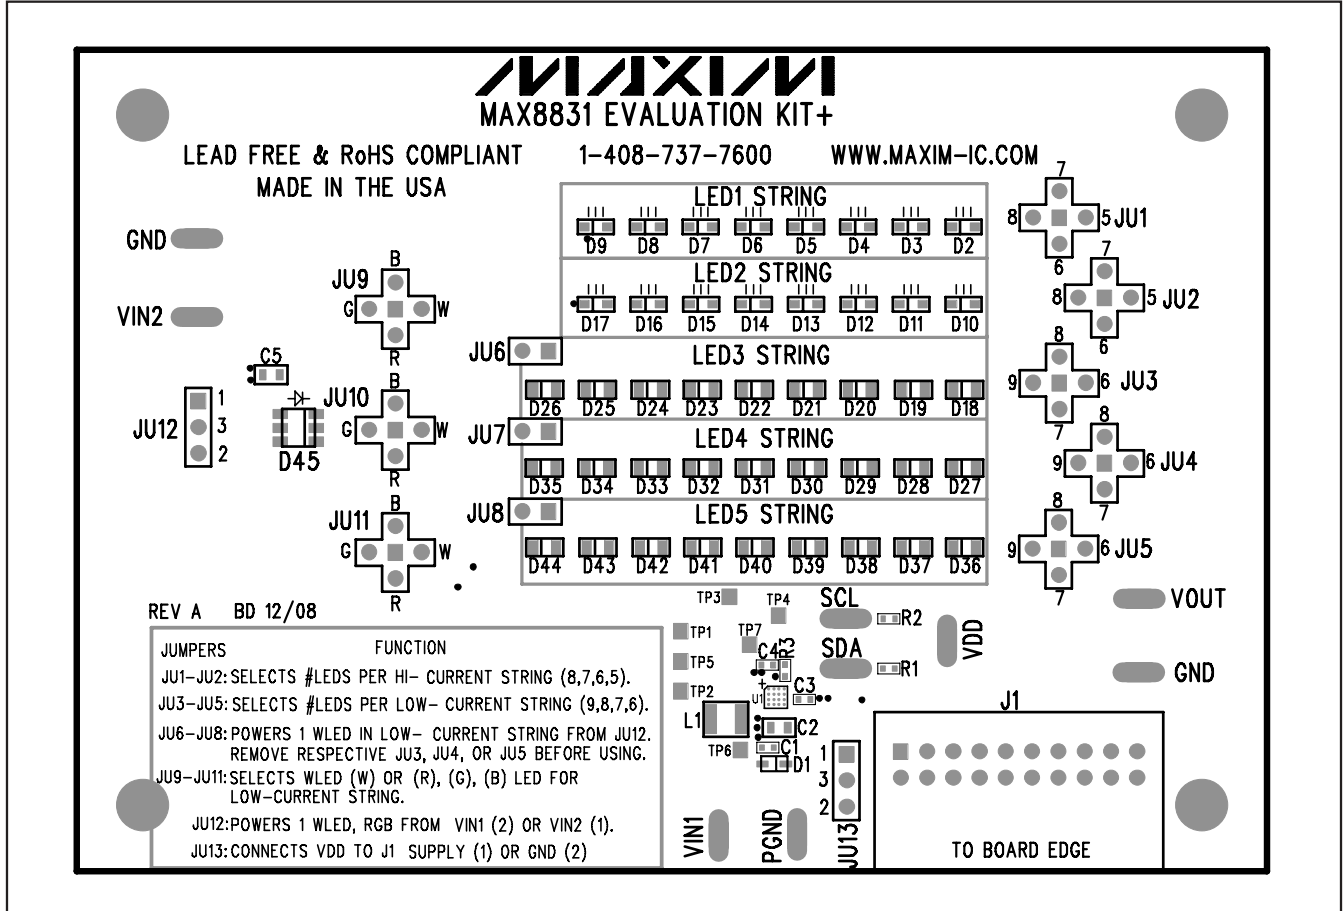 MAXIM
MAX8831 EVALUATION KIT+
LEAD FREE & RoHS COMPLIANT 1-408-737-7600 WWW.MAXIM-IC.COM
MADE IN THE USA
GND
VIN2
C5
JU12
1
3
2
D45
JU9
B
G
W
R
JU10
B
G
W
R
JU11
B
G
W
R
LED1 STRING
D9 D8 D7 D6 D5 D4 D3 D2
LED2 STRING
D17 D16 D15 D14 D13 D12 D11 D10
JU6
LED3 STRING
D26 D25 D24 D23 D22 D21 D20 D19 D18
JU7
LED4 STRING
D35 D34 D33 D32 D31 D30 D29 D28 D27
JU8
LED5 STRING
D44 D43 D42 D41 D40 D39 D38 D37 D36
7
8
5 JU1
6
7
8
5 JU2
6
8
9
6 JU3
7
8
9
6 JU4
7
8
9
6 JU5
7
VOUT
GND
REV A BD 12/08
JUMPERS FUNCTION
JU1-JU2: SELECTS #LEDS PER HI- CURRENT STRING (8,7,6,5).
JU3-JU5: SELECTS #LEDS PER LOW- CURRENT STRING (9,8,7,6).
JU6-JU8: POWERS 1 WLED IN LOW- CURRENT STRING FROM JU12.
REMOVE RESPECTIVE JU3, JU4, OR JU5 BEFORE USING.
JU9-JU11: SELECTS WLED (W) OR (R), (G), (B) LED FOR
LOW-CURRENT STRING.
JU12: POWERS 1 WLED, RGB FROM VIN1 (2) OR VIN2 (1).
JU13: CONNECTS VDD TO J1 SUPPLY (1) OR GND (2)
TP3
TP4
TP1
TP7
TP5
TP2
TP6
SCL
R2
SDA
R1
VDD
R3
C4
+
U1
C3
L1
C2
C1
D1
VIN1
PGND
1
3
2
JU13
J1
TO BOARD EDGE